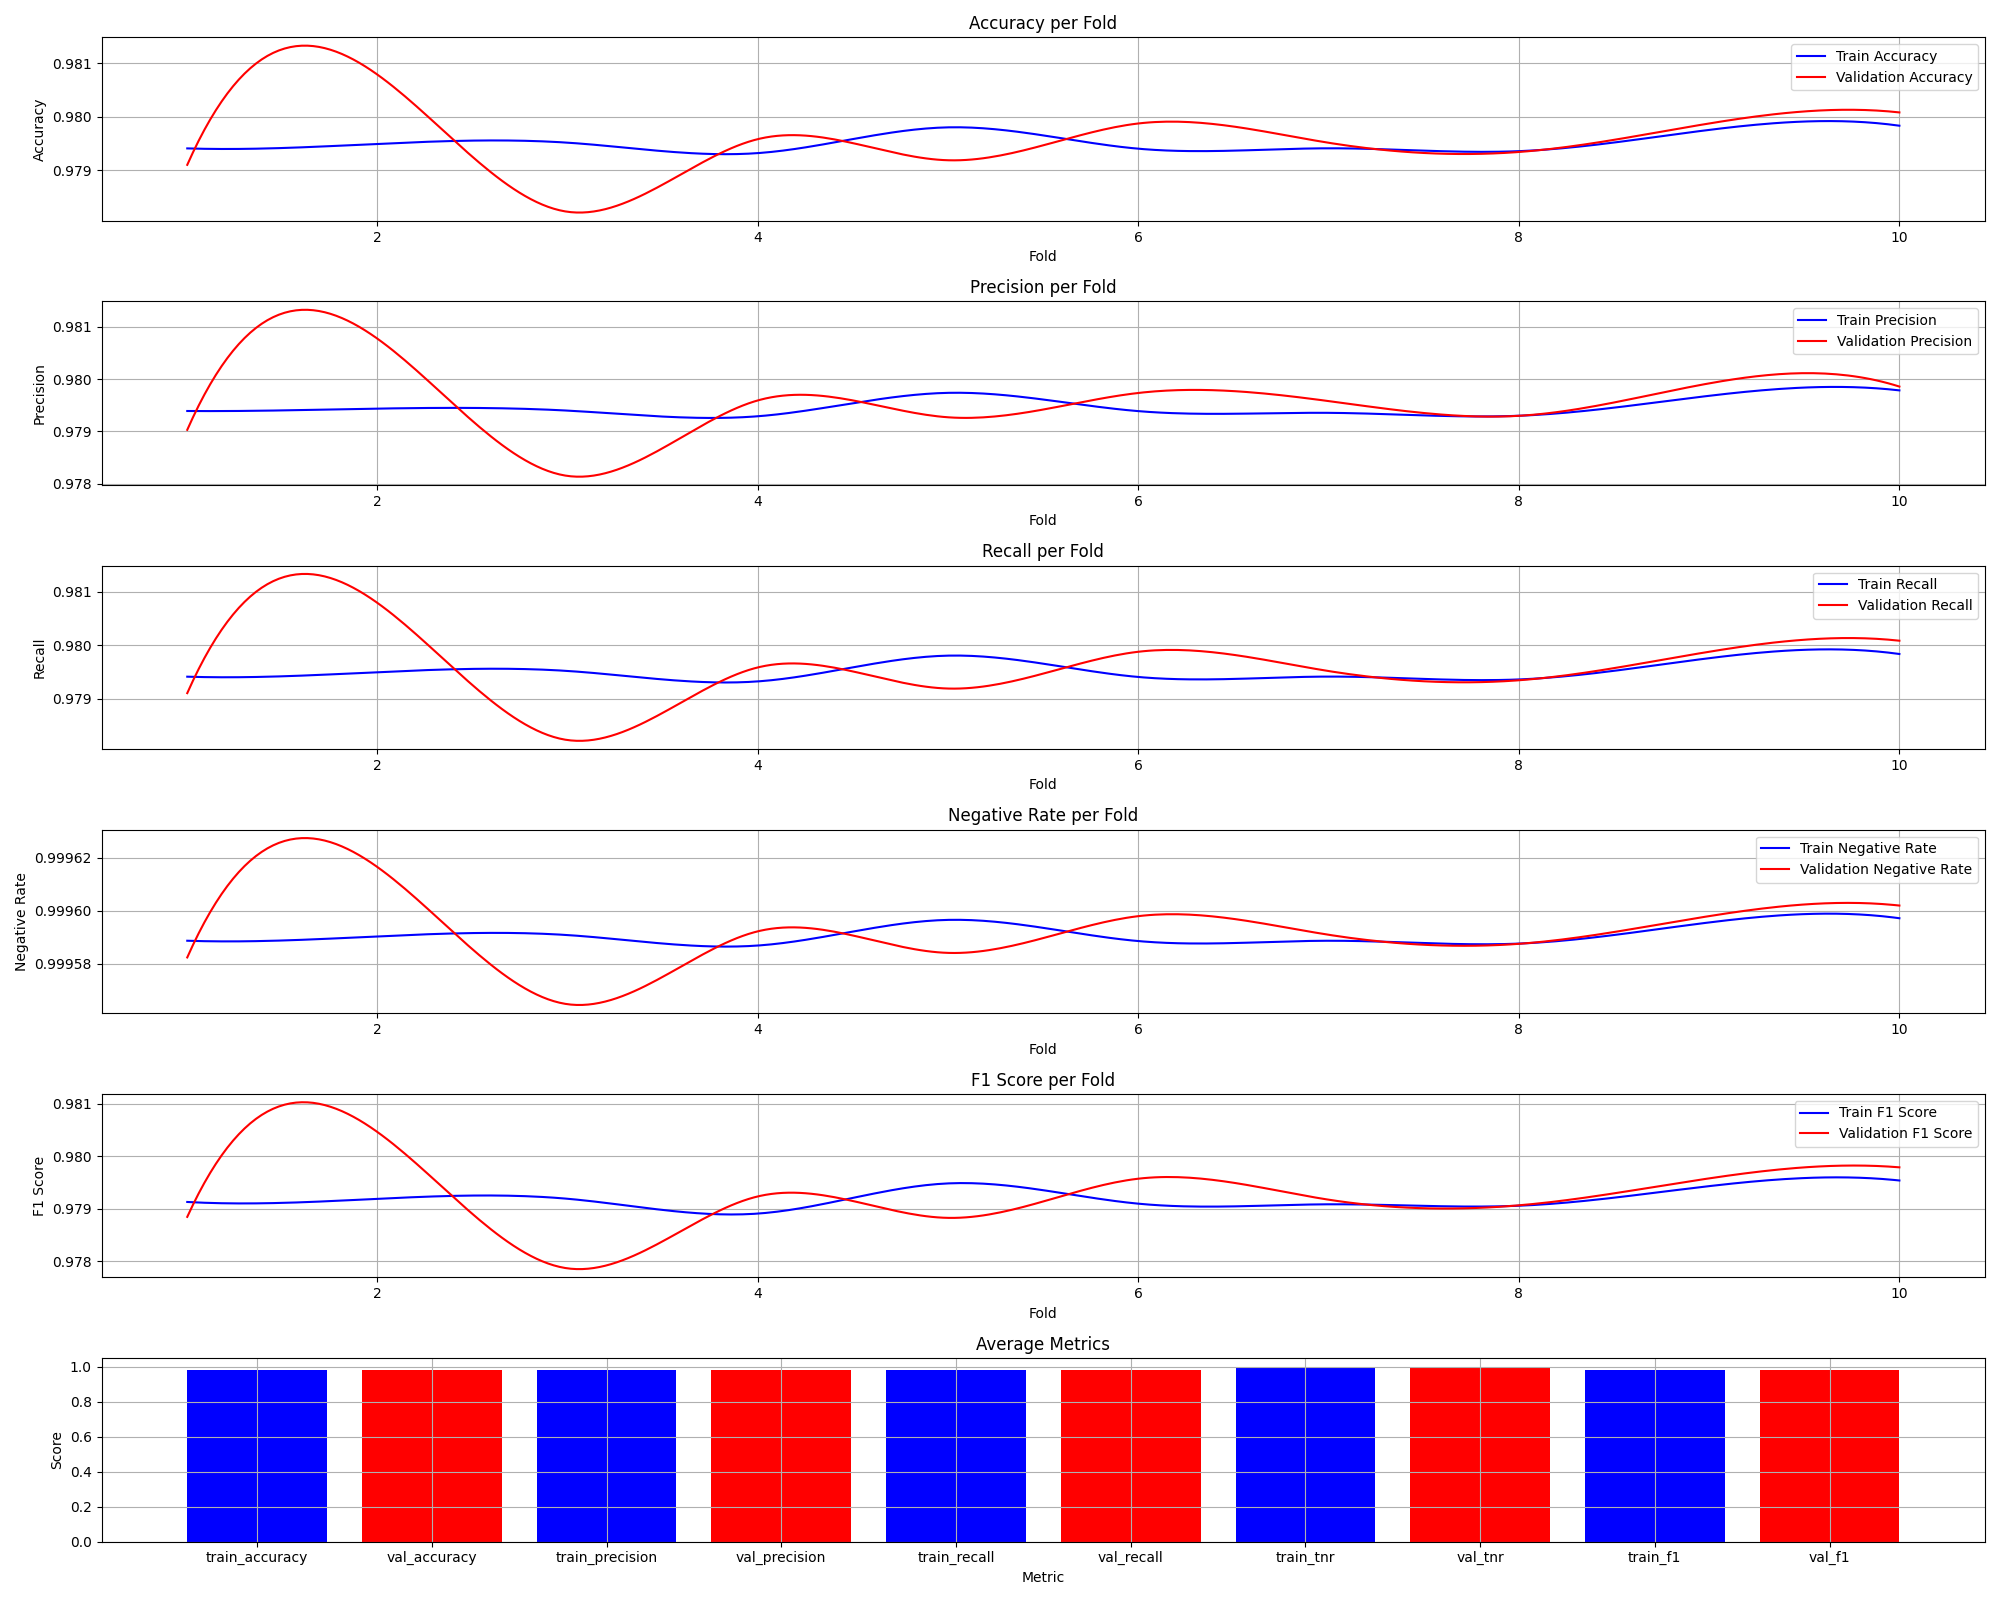 Accuracy per Fold
Accuracy
0.981
0.980
0.979
Train Accuracy
Validation Accuracy
2 4 6 8 10
Fold
Precision per Fold
Precision
0.981
0.980
0.979
0.978
Train Precision
Validation Precision
2 4 6 8 10
Fold
Recall per Fold
Recall
0.981
0.980
0.979
Train Recall
Validation Recall
2 4 6 8 10
Fold
Negative Rate per Fold
Negative Rate
0.99962
0.99960
0.99958
Train Negative Rate
Validation Negative Rate
2 4 6 8 10
Fold
F1 Score per Fold
F1 Score
0.981
0.980
0.979
0.978
Train F1 Score
Validation F1 Score
2 4 6 8 10
Fold
Average Metrics
Score
1.0
0.8
0.6
0.4
0.2
0.0
train_accuracy val_accuracy train_precision val_precision train_recall val_recall train_tnr val_tnr train_f1 val_f1
Metric